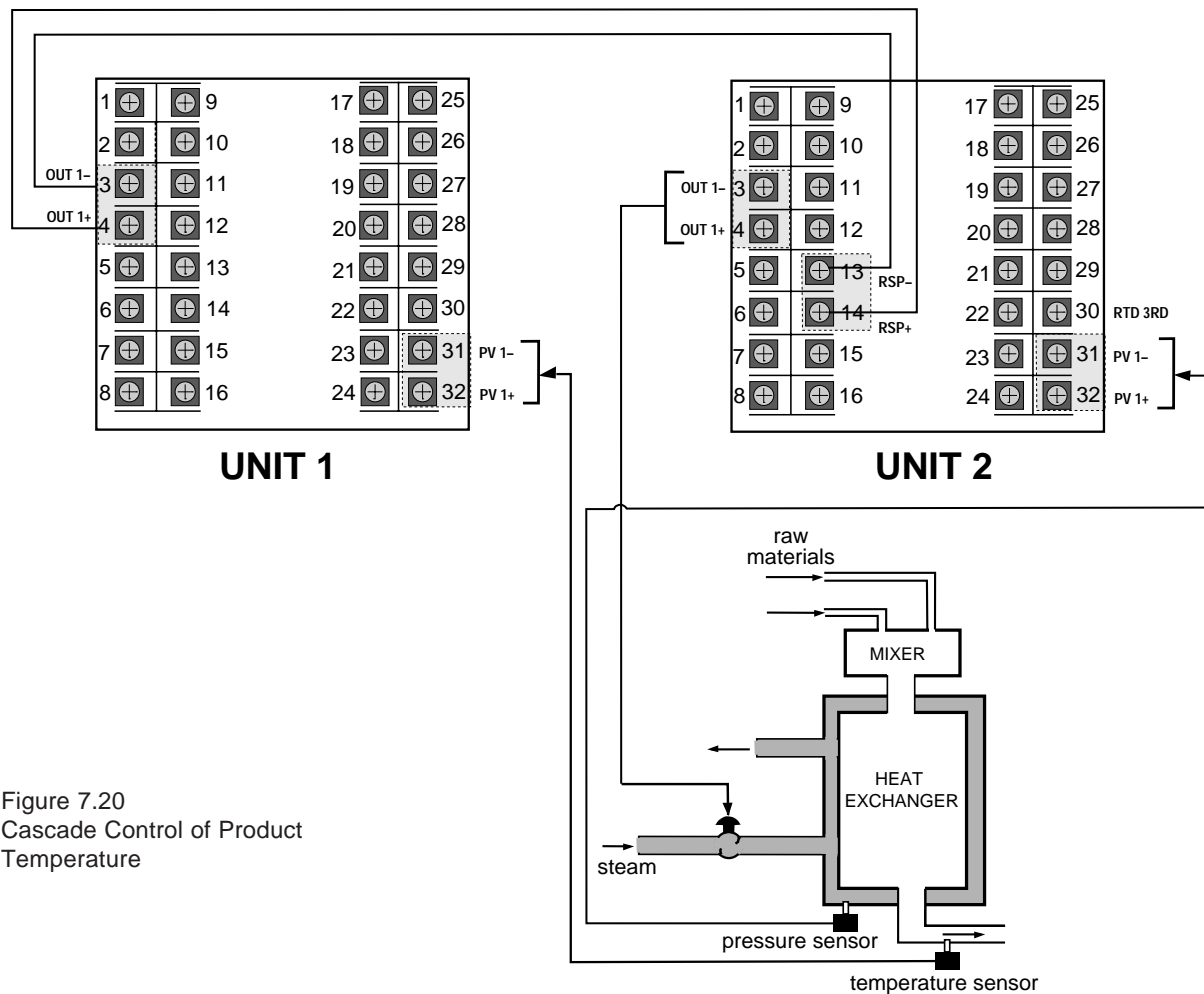 1 9 17 25
2 10 18 26
OUT 1– 3 11 19 27
OUT 1+ 4 12 20 28
5 13 21 29
6 14 22 30
7 15 23 31 PV 1–
8 16 24 32 PV 1+
UNIT 1
1 9 17 25
2 10 18 26
OUT 1– 3 11 19 27
OUT 1+ 4 12 20 28
5 13 RSP– 21 29
6 14 RSP+ 22 30 RTD 3RD
7 15 23 31 PV 1–
8 16 24 32 PV 1+
UNIT 2
raw
materials
MIXER
HEAT
EXCHANGER
steam
pressure sensor
temperature sensor
Figure 7.20
Cascade Control of Product
Temperature